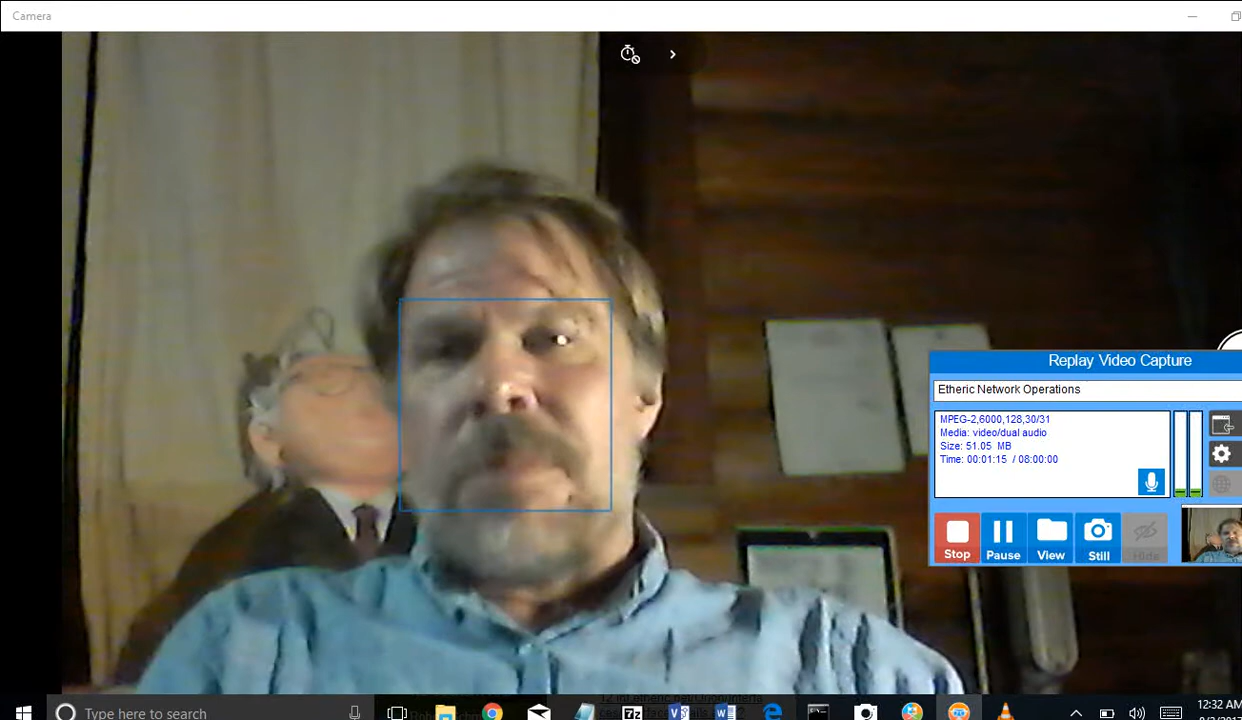 Camera
Replay Video Capture
Etheric Network Operations
MPEG-2,6000,128,30/31
Media: video/dual audio
Size: 51.05 MB
Time: 00:01:15 / 08:00:00
Stop
Pause
View
Still
Hide
Type here to search
12:32 AM